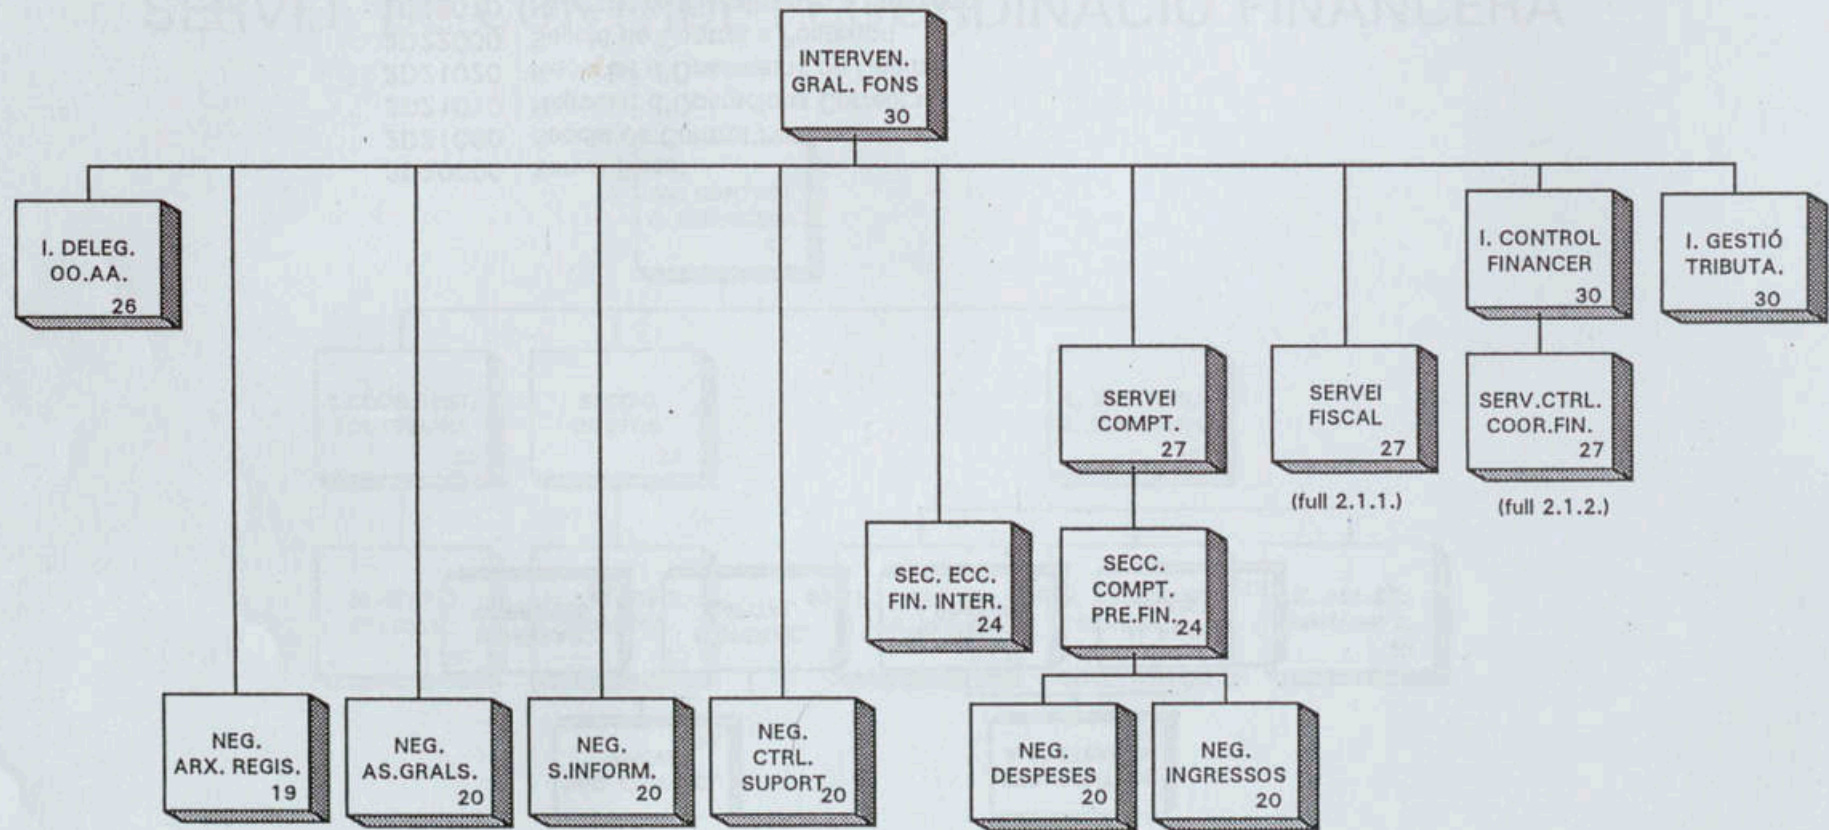 SERVEI
COORDINACIÓ FINANCERA
INTERVEN.
GRAL. FONS
30
I. DELEG.
OO.AA.
26
I. CONTROL
FINANCER
30
I. GESTIÓ
TRIBUTA.
30
SERVEI
COMPT.
27
SERVEI
FISCAL
27
(full 2.1.1.)
SERV.CTRL.
COOR.FIN.
27
(full 2.1.2.)
SEC. ECC.
FIN. INTER.
24
SECC.
COMPT.
PRE.FIN.
24
NEG.
ARX. REGIS.
19
NEG.
AS.GRALS.
20
NEG.
S.INFORM.
20
NEG.
CTRL.
SUPORT
20
NEG.
DESPESES
20
NEG.
INGRESSOS
20